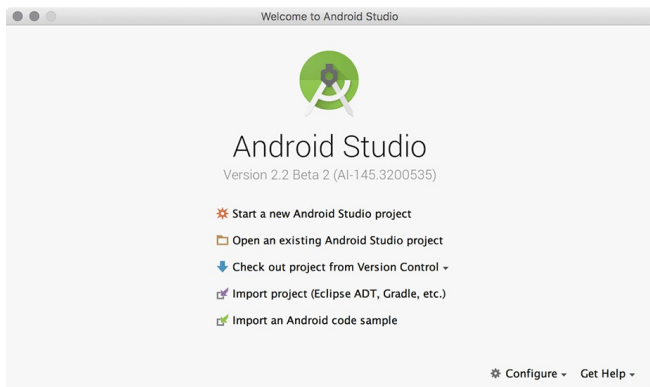 Welcome to Android Studio
Android Studio
Version 2.2 Beta 2 (AI-145.3200535)
Start a new Android Studio project
Open an existing Android Studio project
Check out project from Version Control
Import project (Eclipse ADT, Gradle, etc.)
Import an Android code sample
Configure Get Help